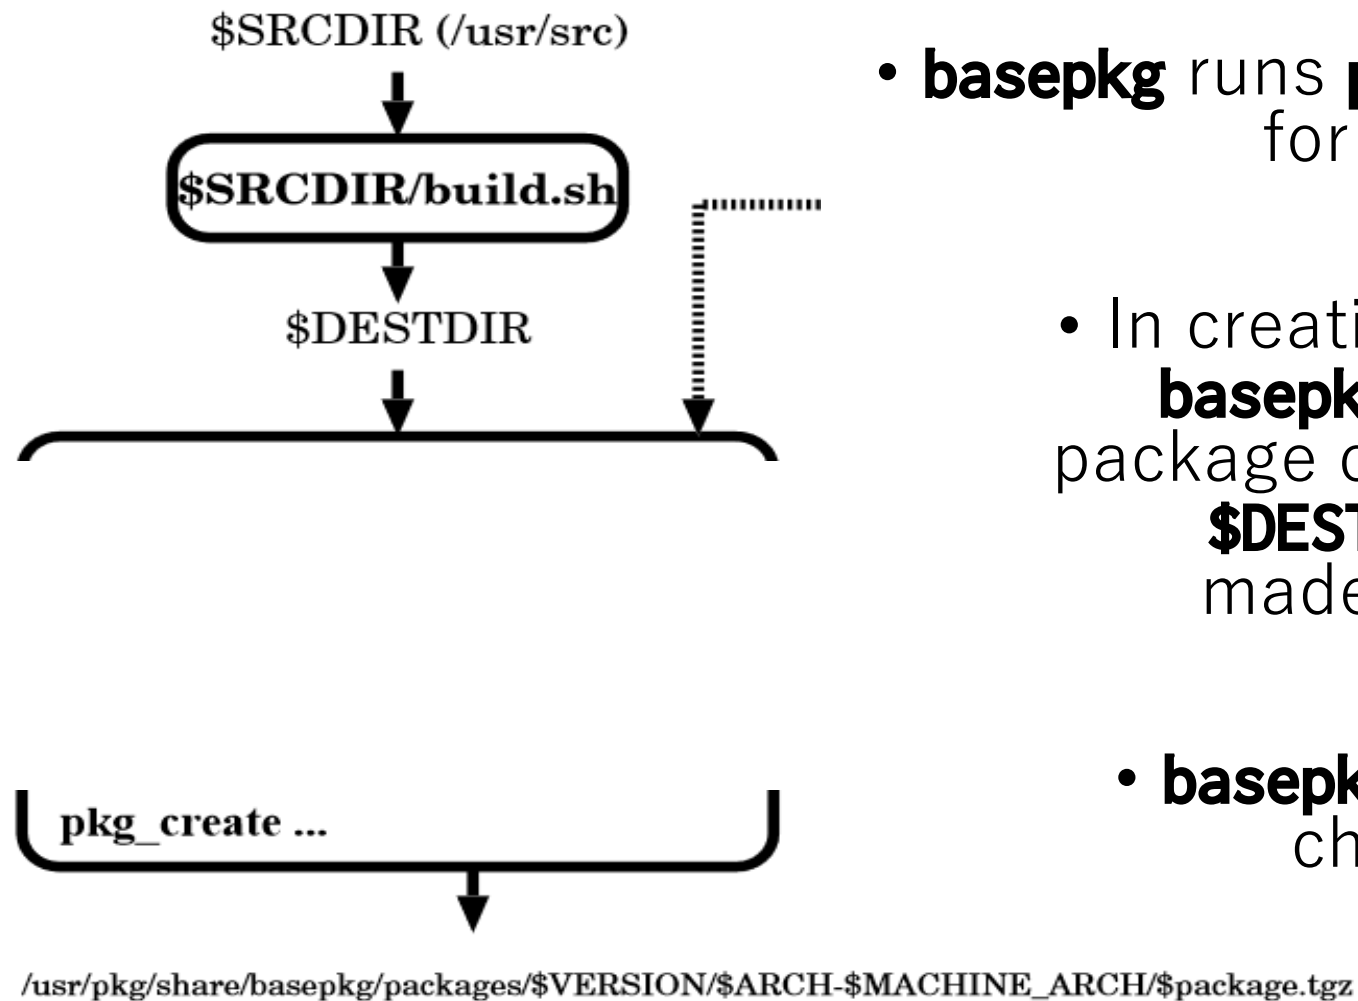 $SRCDIR (/usr/src)
$SRCDIR/build.sh
$DESTDIR
pkg_create ...
/usr/pkg/share/basepkg/packages/$VERSION/$ARCH-$MACHINE_ARCH/$package.tgz
• basepkg runs
for
• In creati
basepk
package
$DEST
made
• basepk
ch